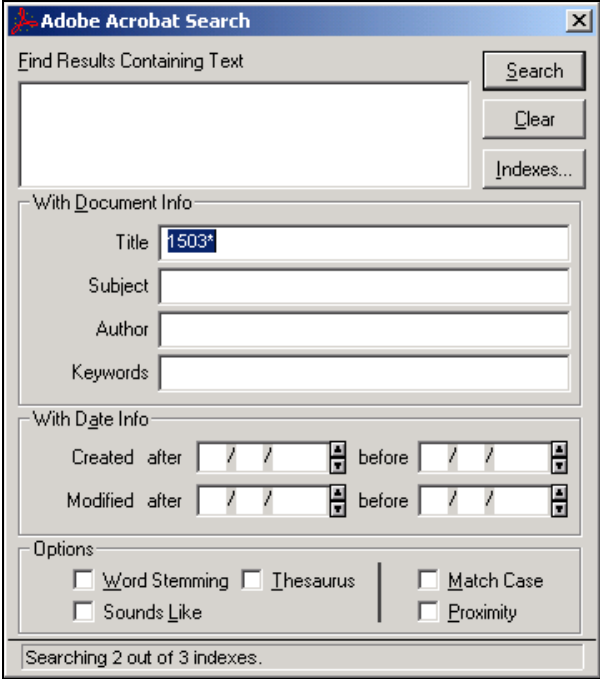 Adobe Acrobat Search
Find Results Containing Text
Search
Clear
Indexes...
With Document Info
Title 1503*
Subject
Author
Keywords
With Date Info
Created after / / before / /
Modified after / / before / /
Options
Word Stemming Thesaurus Match Case
Sounds Like Proximity
Searching 2 out of 3 indexes.